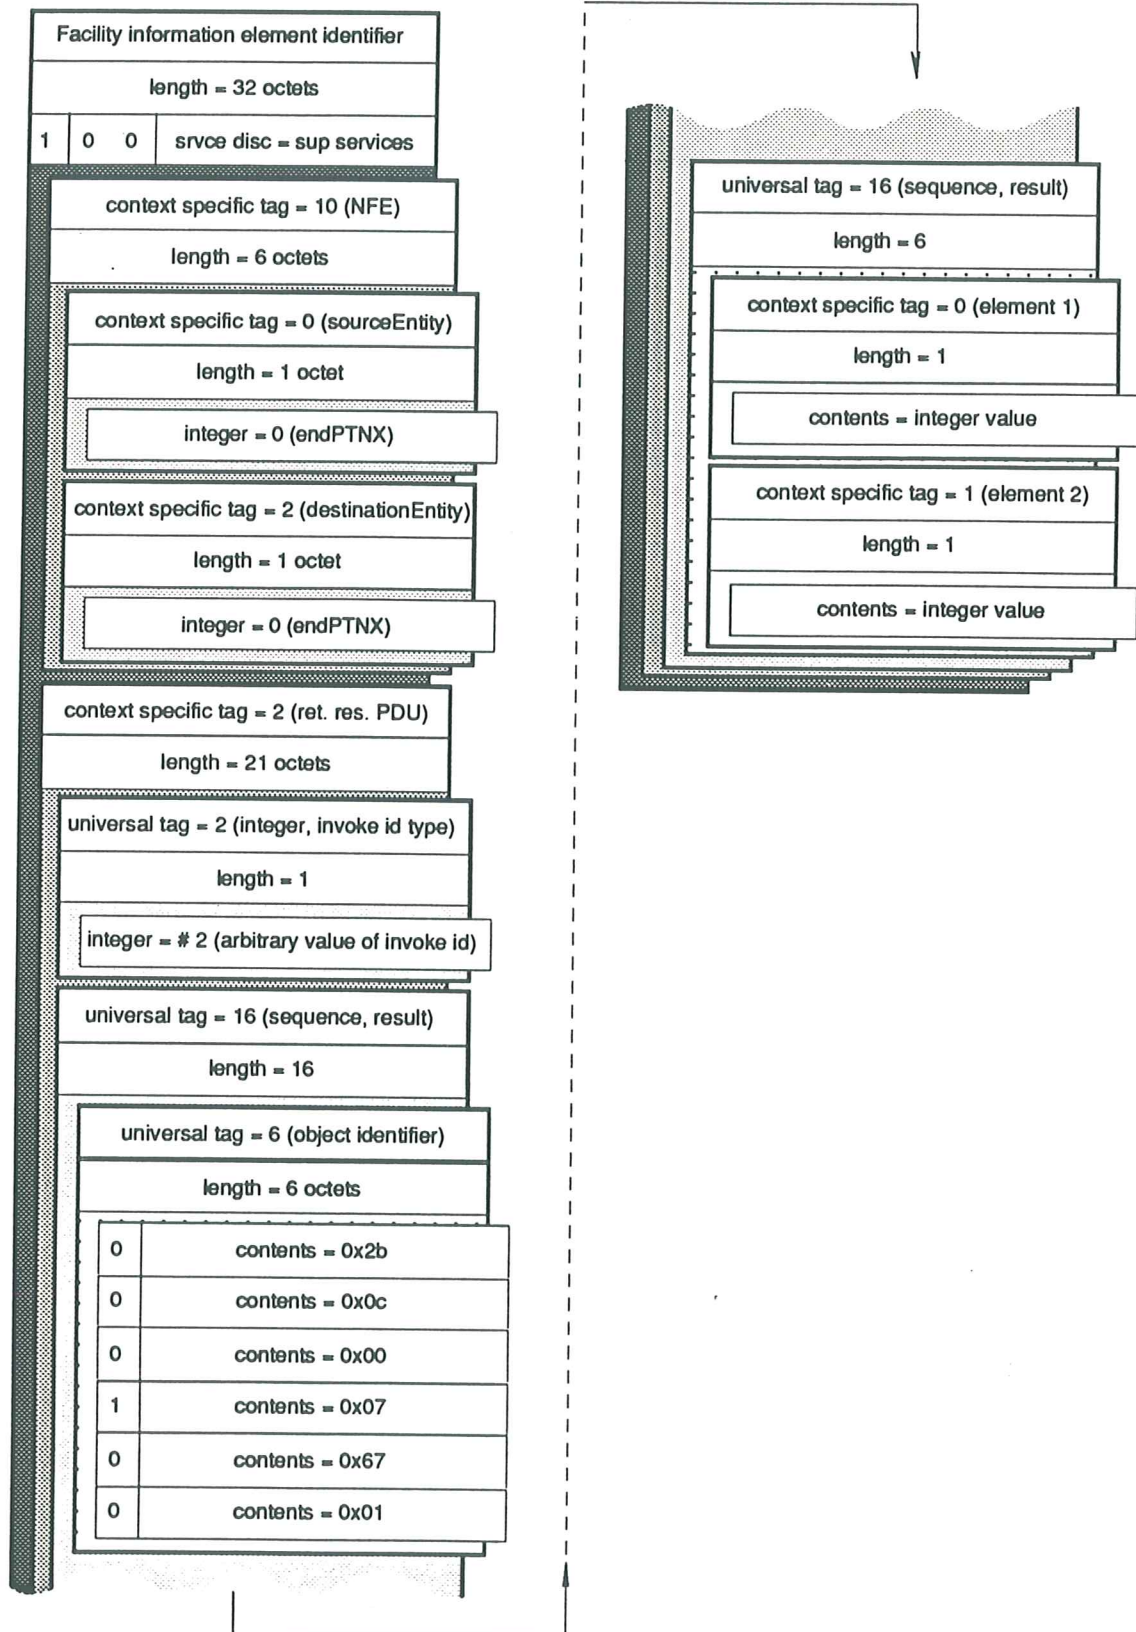 Facility information element identifier
length = 32 octets
1 0 0 srvce disc = sup services
context specific tag = 10 (NFE)
length = 6 octets
context specific tag = 0 (sourceEntity)
length = 1 octet
integer = 0 (endPTNX)
context specific tag = 2 (destinationEntity)
length = 1 octet
integer = 0 (endPTNX)
context specific tag = 2 (ret. res. PDU)
length = 21 octets
universal tag = 2 (integer, invoke id type)
length = 1
integer = # 2 (arbitrary value of invoke id)
universal tag = 16 (sequence, result)
length = 16
universal tag = 6 (object identifier)
length = 6 octets
0 contents = 0x2b
0 contents = 0x0c
0 contents = 0x00
1 contents = 0x07
0 contents = 0x67
0 contents = 0x01
universal tag = 16 (sequence, result)
length = 6
context specific tag = 0 (element 1)
length = 1
contents = integer value
context specific tag = 1 (element 2)
length = 1
contents = integer value